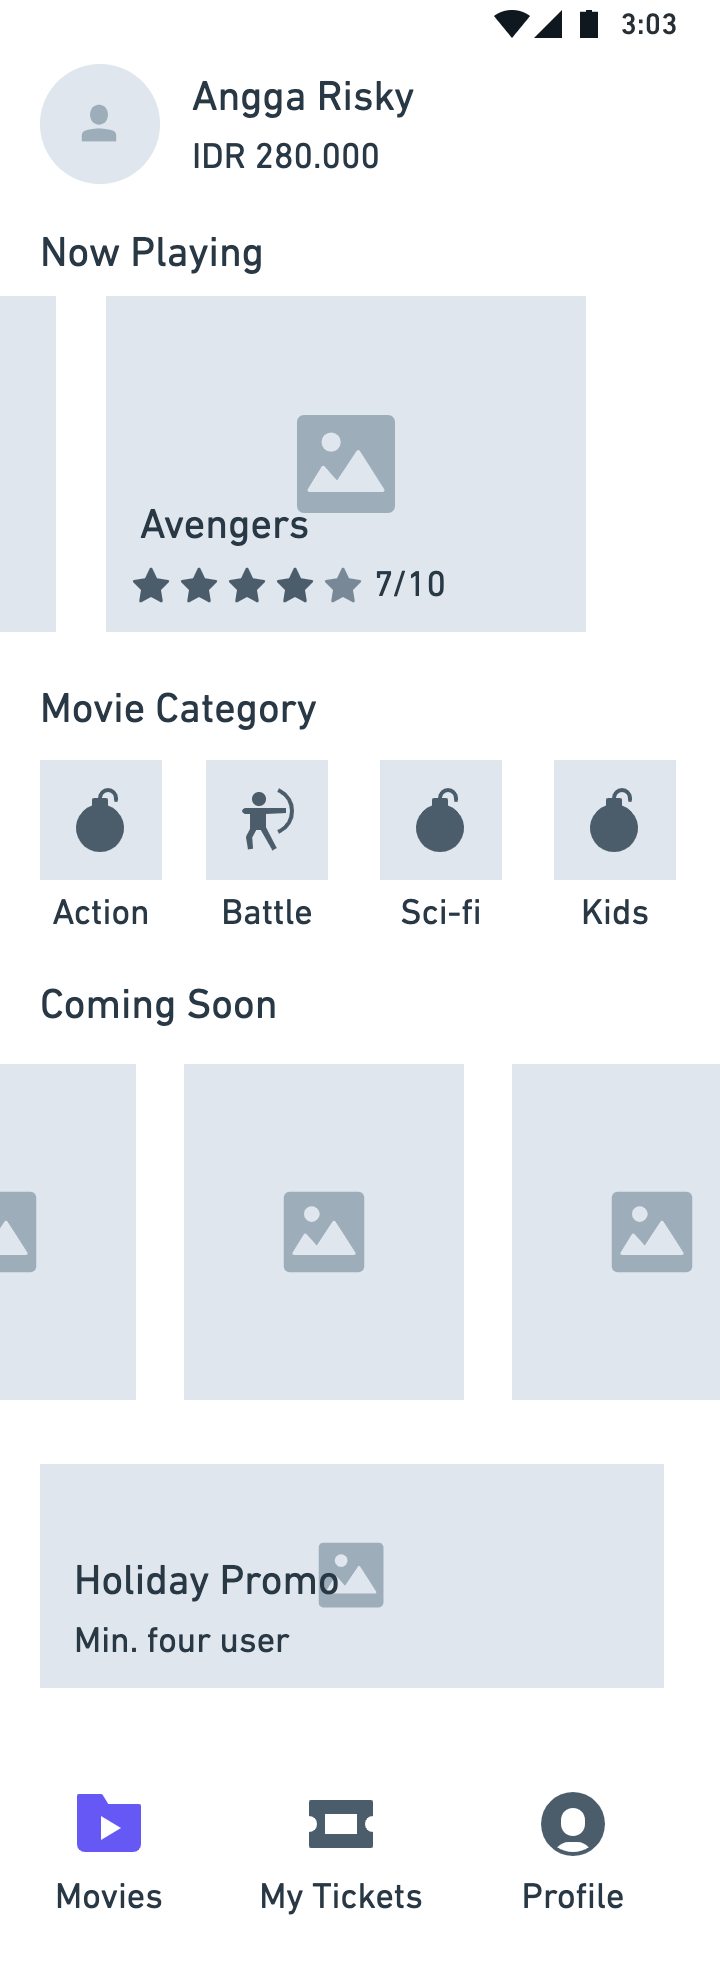 3:03
Angga Risky
IDR 280.000
Now Playing
Avengers
7/10
Movie Category
Action Battle Sci-fi Kids
Coming Soon
Holiday Promo
Min. four user
Movies My Tickets Profile